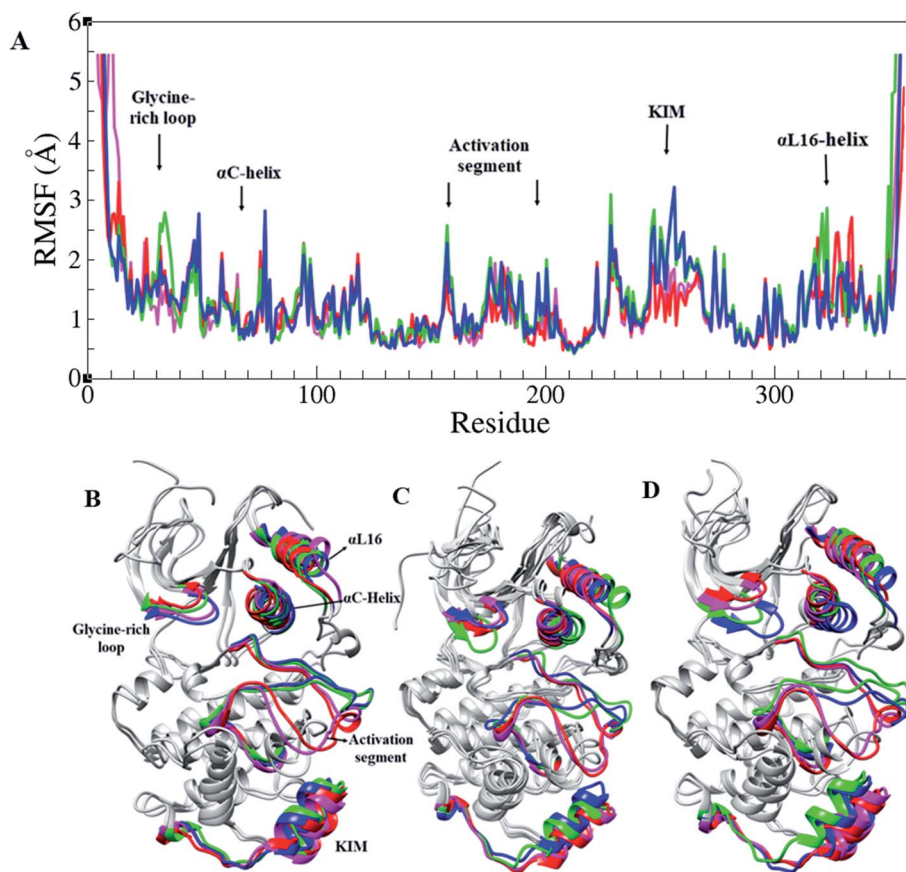 A
6
5
4
3
2
1
0
RMSF (Å)
Glycine-
rich loop
αC-helix
Activation
segment
KIM
αL16-helix
0
100
200
300
Residue
B
αL16
αC-Helix
Glycine-rich
loop
Activation
segment
KIM
C
D